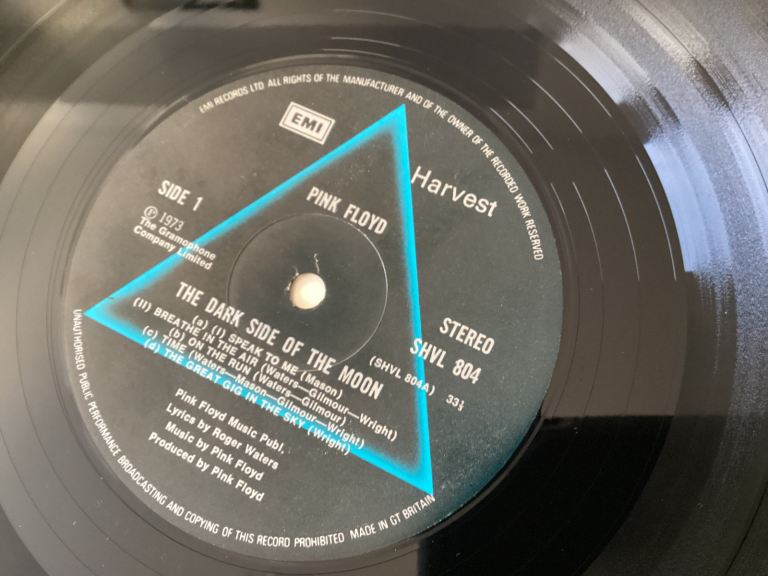 EMI RECORDS LTD ALL RIGHTS OF THE MANUFACTURER AND OF THE OWNER OF THE RECORDED WORK RESERVED
EMI
Harvest
SIDE 1
PINK FLOYD
Ⓟ 1973
The Gramophone
Company Limited
THE DARK SIDE OF THE MOON
STEREO
SHVL 804
(SHVL 804A) 33⅓
(a) (I) SPEAK TO ME (Mason)
(II) BREATHE IN THE AIR (Waters—Gilmour—Wright)
(b) ON THE RUN (Waters—Gilmour)
(c) TIME (Waters—Mason—Gilmour—Wright)
(d) THE GREAT GIG IN THE SKY (Wright)
Pink Floyd Music Publ.
Lyrics by Roger Waters
Music by Pink Floyd
Produced by Pink Floyd
UNAUTHORISED PUBLIC PERFORMANCE BROADCASTING AND COPYING OF THIS RECORD PROHIBITED MADE IN GT BRITAIN